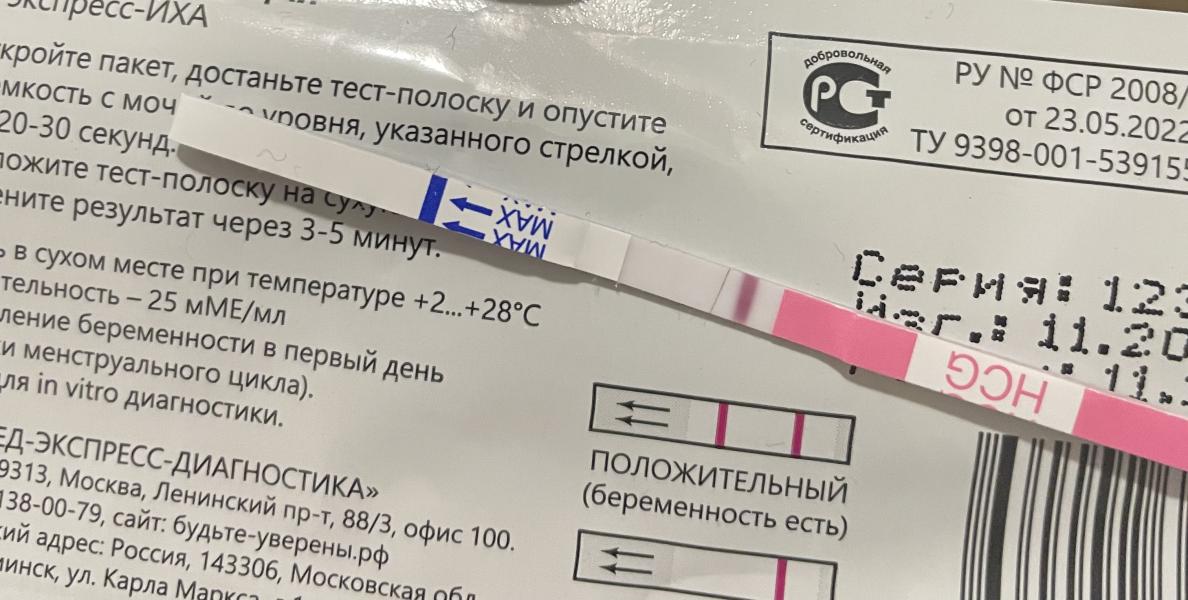 экспресс-ИХА
кройте пакет, достаньте тест-полоску и опустите
мкость с моч уровня, указанного стрелкой,
20-30 секунд.
ложите тест-полоску на сухую
ените результат через 3-5 минут.
ь в сухом месте при температуре +2...+28°С
тельность – 25 мМЕ/мл
ление беременности в первый день
и менструального цикла).
ля in vitro диагностики.
ЕД-ЭКСПРЕСС-ДИАГНОСТИКА»
9313, Москва, Ленинский пр-т, 88/3, офис 100.
138-00-79, сайт: будьте-уверены.рф
кий адрес: Россия, 143306, Московская обл
минск, ул. Карла Маркса
добровольная
РСТ
сертификация
РУ № ФСР 2008/
от 23.05.2022
ТУ 9398-001-539155
MAX
MAX
Серия: 123
Изг.: 11.20
11.
HCG
ПОЛОЖИТЕЛЬНЫЙ
(беременность есть)